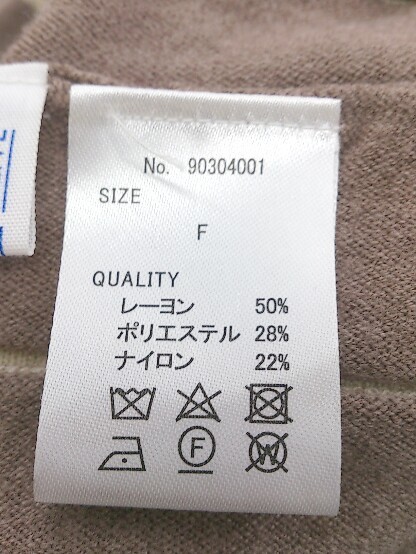 No. 90304001
SIZE
F
QUALITY
レーヨン 50%
ポリエステル 28%
ナイロン 22%
F
W